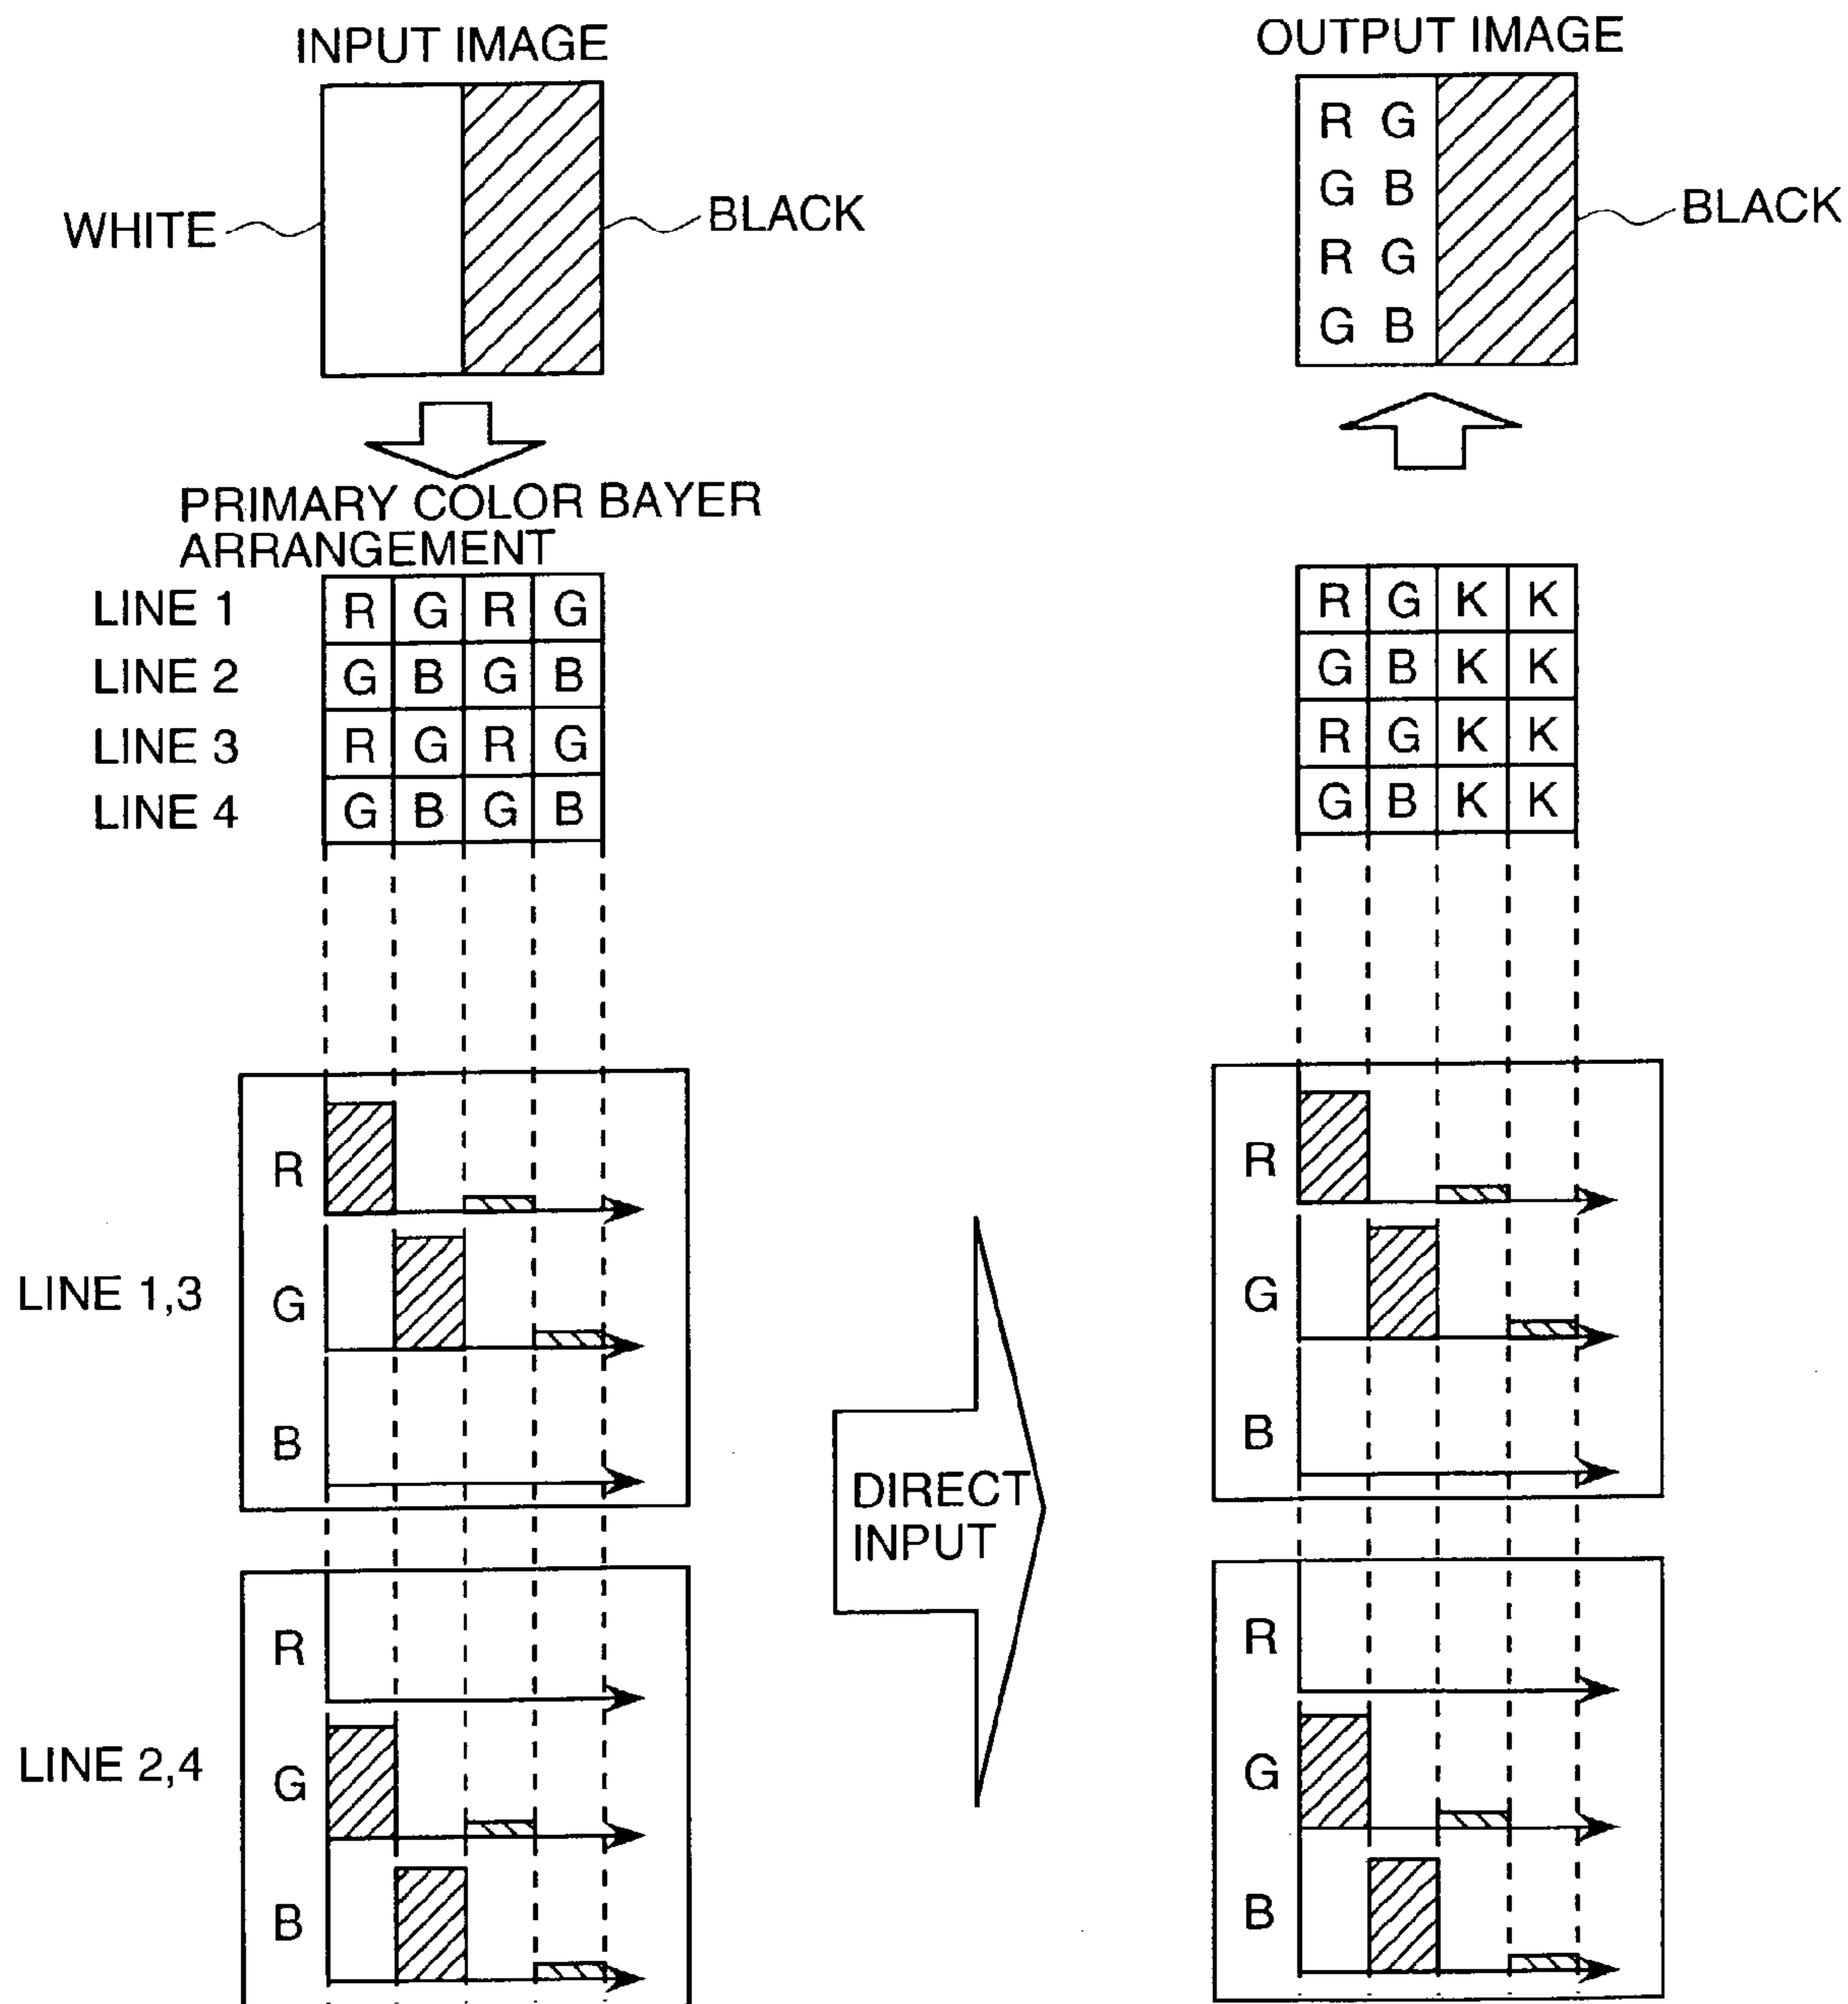 INPUT IMAGE
WHITE
BLACK
PRIMARY COLOR BAYER
ARRANGEMENT
LINE 1 R G R G
LINE 2 G B G B
LINE 3 R G R G
LINE 4 G B G B
LINE 1,3
R
G
B
LINE 2,4
R
G
B
DIRECT
INPUT
OUTPUT IMAGE
R G
G B
R G
G B
BLACK
R G K K
G B K K
R G K K
G B K K
R
G
B
R
G
B